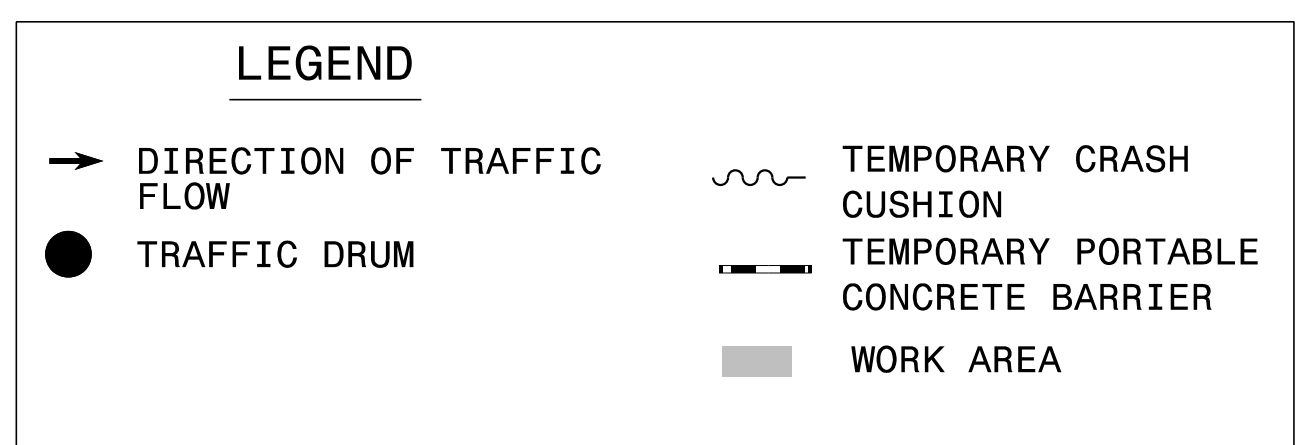 LEGEND
DIRECTION OF TRAFFIC
FLOW
TRAFFIC DRUM
TEMPORARY CRASH
CUSHION
TEMPORARY PORTABLE
CONCRETE BARRIER
WORK AREA